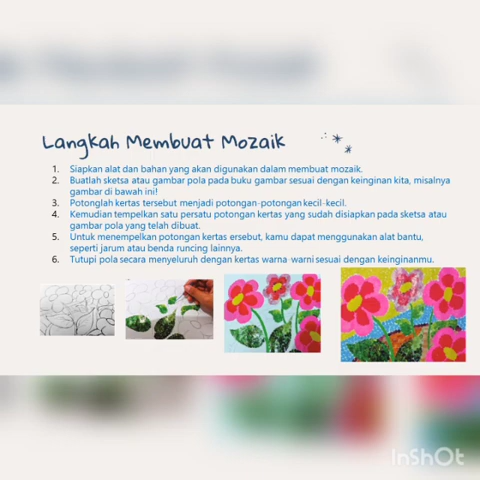 Langkah Membuat Mozaik
1. Siapkan alat dan bahan yang akan digunakan dalam membuat mozaik.
2. Buatlah sketsa atau gambar pola pada buku gambar sesuai dengan keinginan kita, misalnya
gambar di bawah ini!
3. Potonglah kertas tersebut menjadi potongan-potongan kecil-kecil.
4. Kemudian tempelkan satu persatu potongan kertas yang sudah disiapkan pada sketsa atau
gambar pola yang telah dibuat.
5. Untuk menempelkan potongan kertas ersebut, kamu dapat menggunakan alat bantu,
seperti jarum atau benda runcing lainnya.
6. Tutupi pola secara menyeluruh dengan kertas warna-warni sesuai dengan keinginanmu.
InShOt